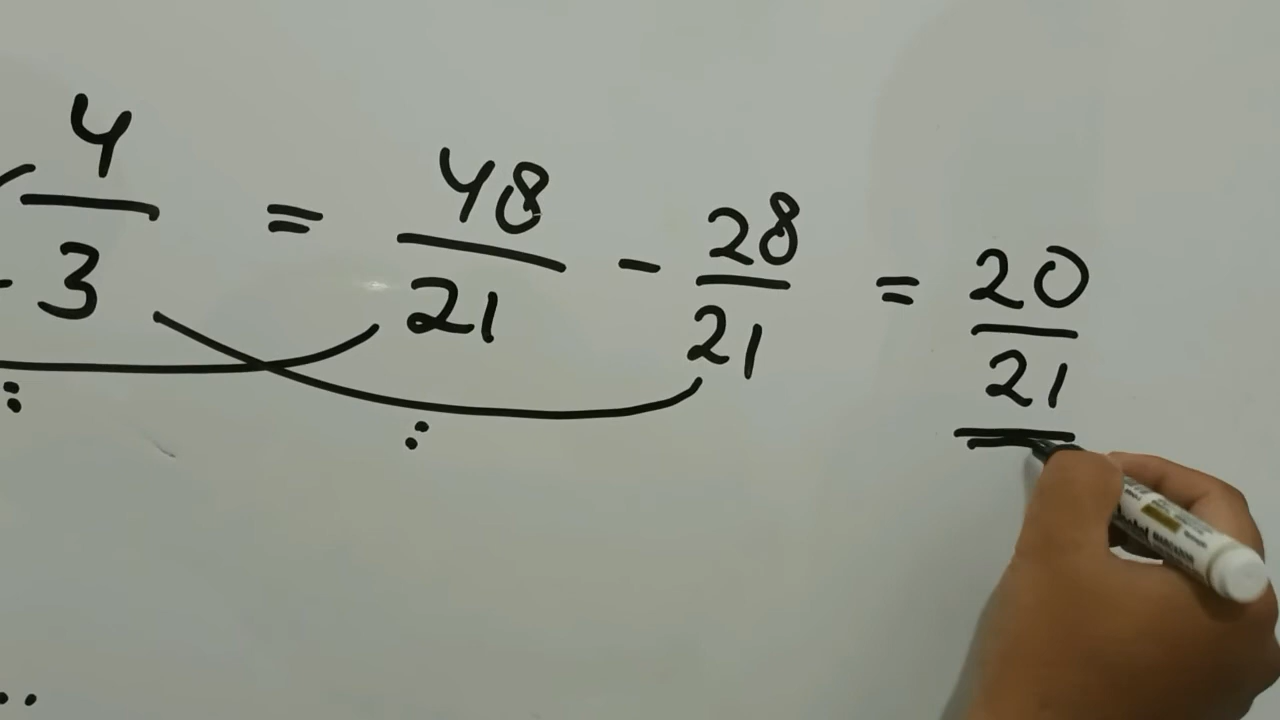 4/3 = 48/21 - 28/21 = 20/21
..